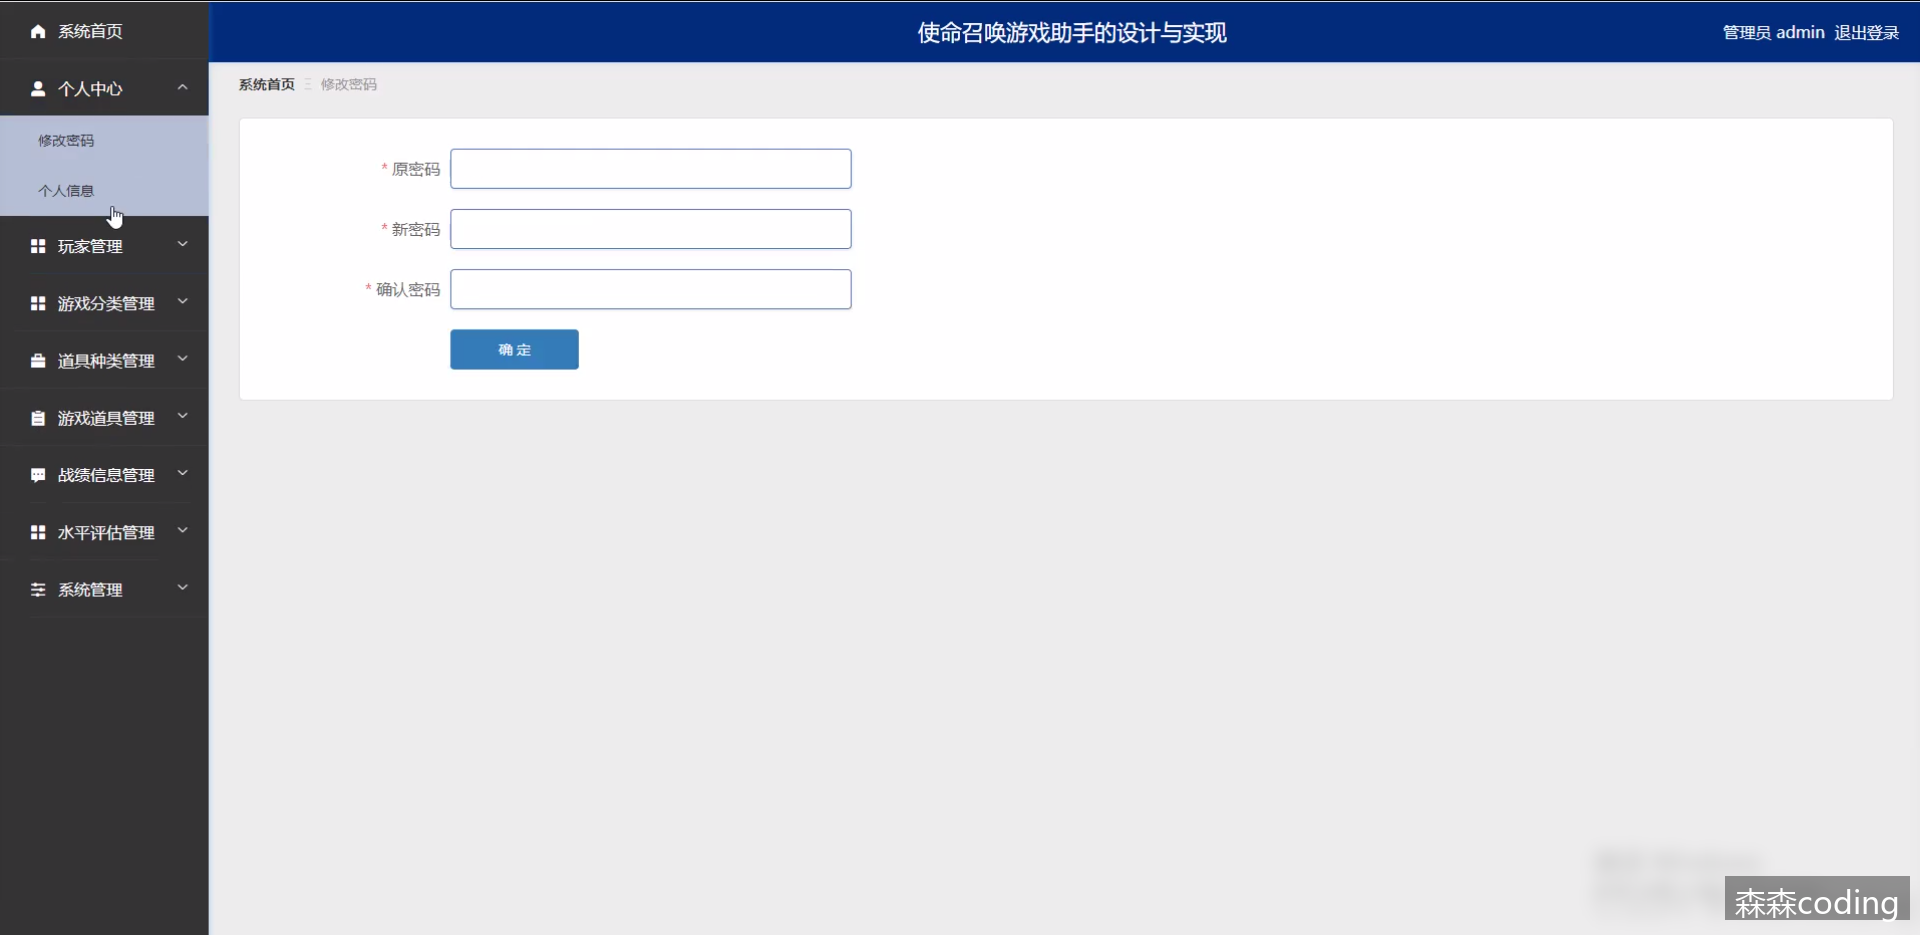 系统首页
个人中心
修改密码
个人信息
玩家管理
游戏分类管理
道具种类管理
游戏道具管理
战绩信息管理
水平评估管理
系统管理
使命召唤游戏助手的设计与实现
管理员 admin 退出登录
系统首页 修改密码
* 原密码
* 新密码
* 确认密码
确定
森森coding